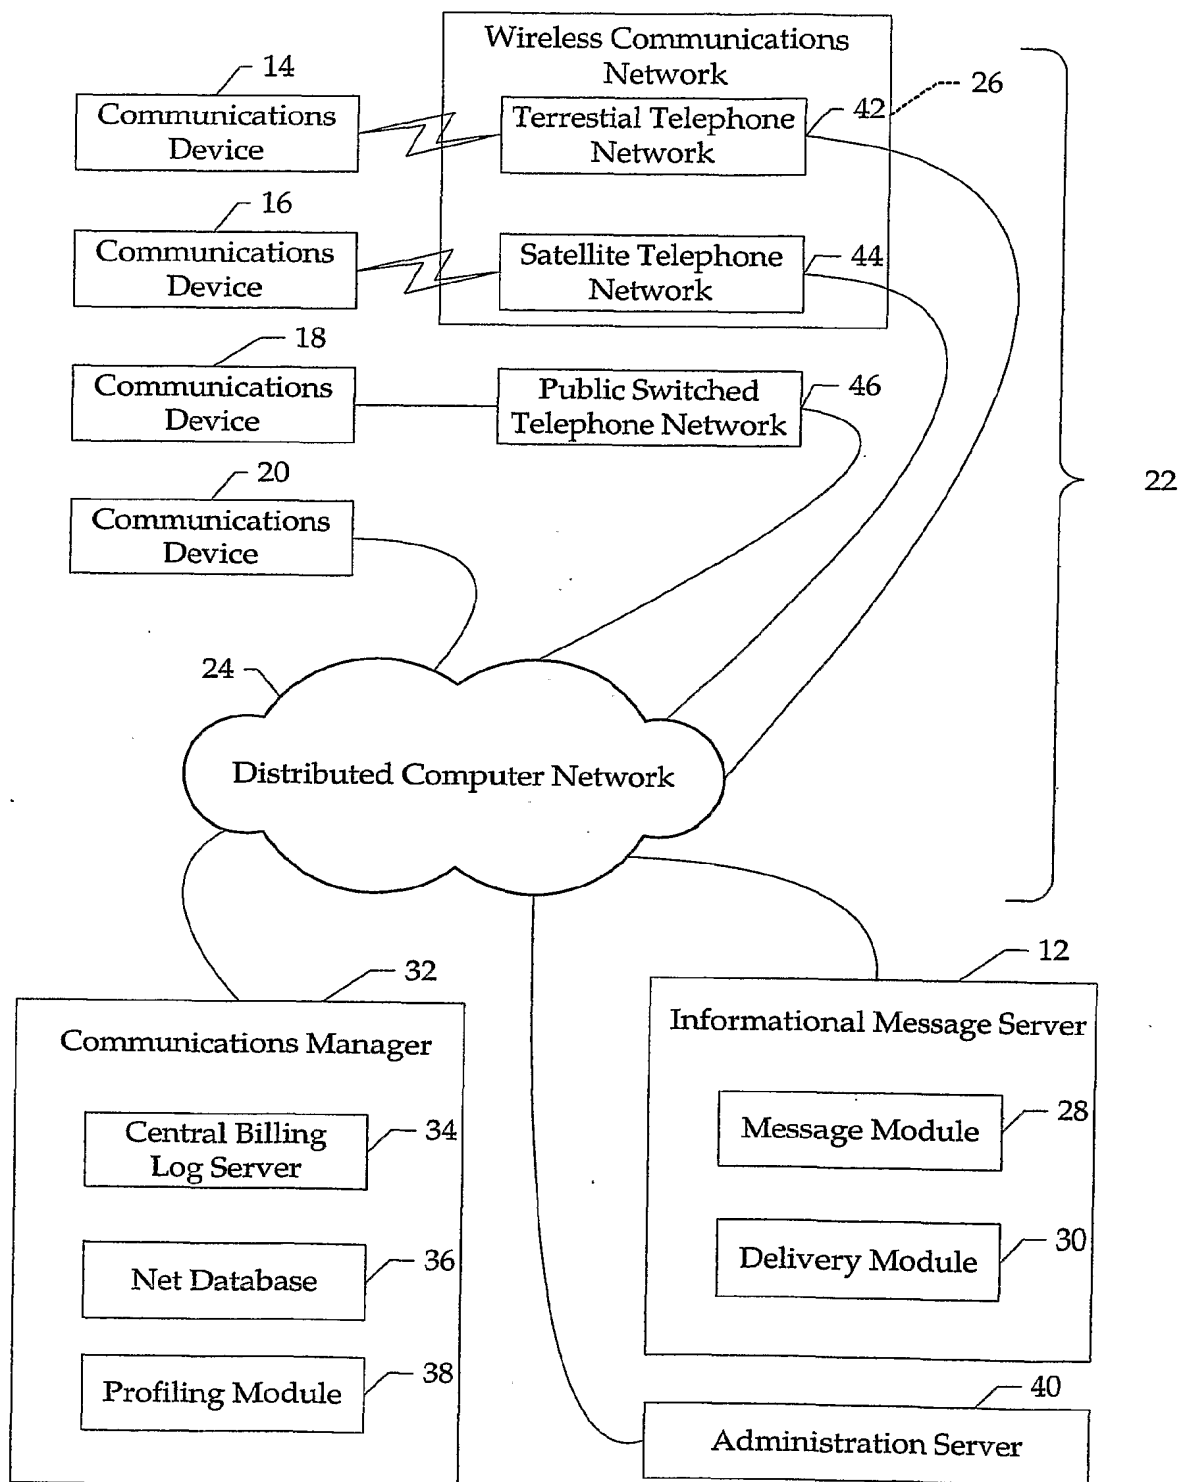 Wireless Communications
Network
14
26
Communications
Device
Terrestial Telephone
Network
42
16
Communications
Device
Satellite Telephone
Network
44
18
Communications
Device
Public Switched
Telephone Network
46
20
22
Communications
Device
24
Distributed Computer Network
32
12
Communications Manager
Informational Message Server
Central Billing
Log Server
34
Message Module
28
Net Database
36
Delivery Module
30
Profiling Module
38
40
Administration Server